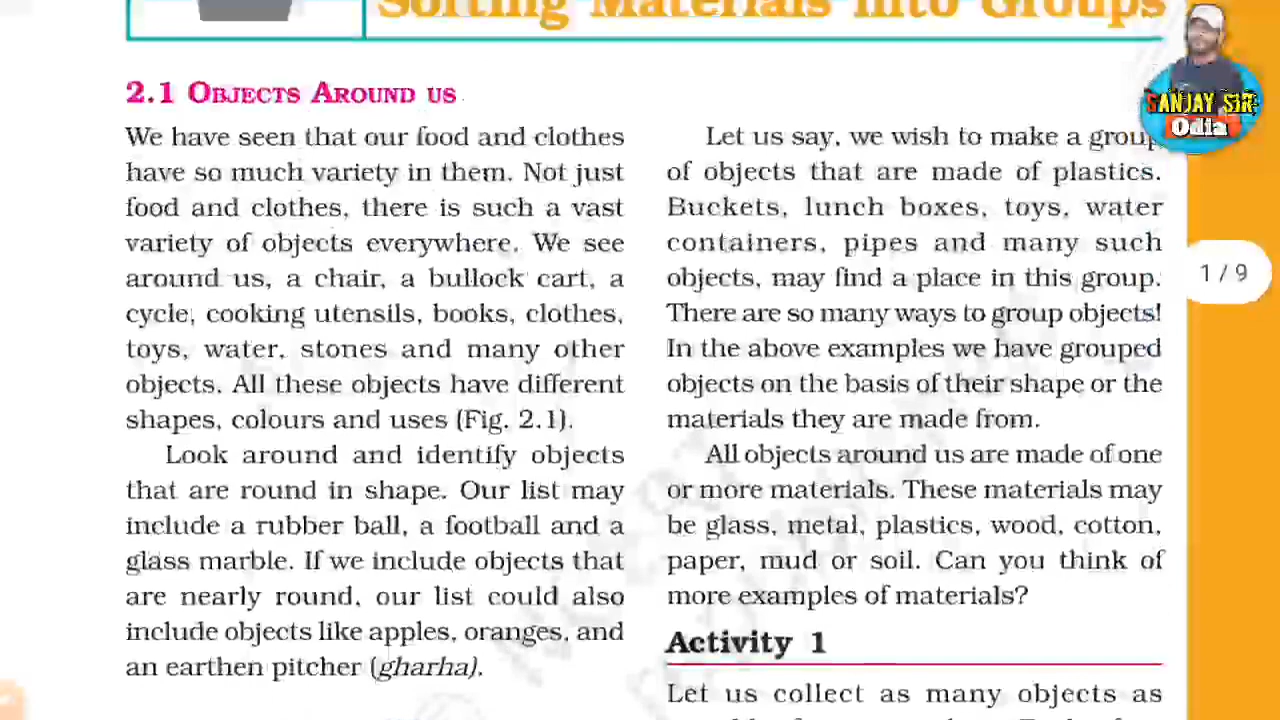 Sorting Materials into Groups
2.1 OBJECTS AROUND US
We have seen that our food and clothes
have so much variety in them. Not just
food and clothes, there is such a vast
variety of objects everywhere. We see
around us, a chair, a bullock cart, a
cycle, cooking utensils, books, clothes,
toys, water, stones and many other
objects. All these objects have different
shapes, colours and uses (Fig. 2.1).
Look around and identify objects
that are round in shape. Our list may
include a rubber ball, a football and a
glass marble. If we include objects that
are nearly round, our list could also
include objects like apples, oranges, and
an earthen pitcher (gharha).
Let us say, we wish to make a group
of objects that are made of plastics.
Buckets, lunch boxes, toys, water
containers, pipes and many such
objects, may find a place in this group.
There are so many ways to group objects!
In the above examples we have grouped
objects on the basis of their shape or the
materials they are made from.
All objects around us are made of one
or more materials. These materials may
be glass, metal, plastics, wood, cotton,
paper, mud or soil. Can you think of
more examples of materials?
Activity 1
Let us collect as many objects as
SANJAY SIR
Odia
1 / 9